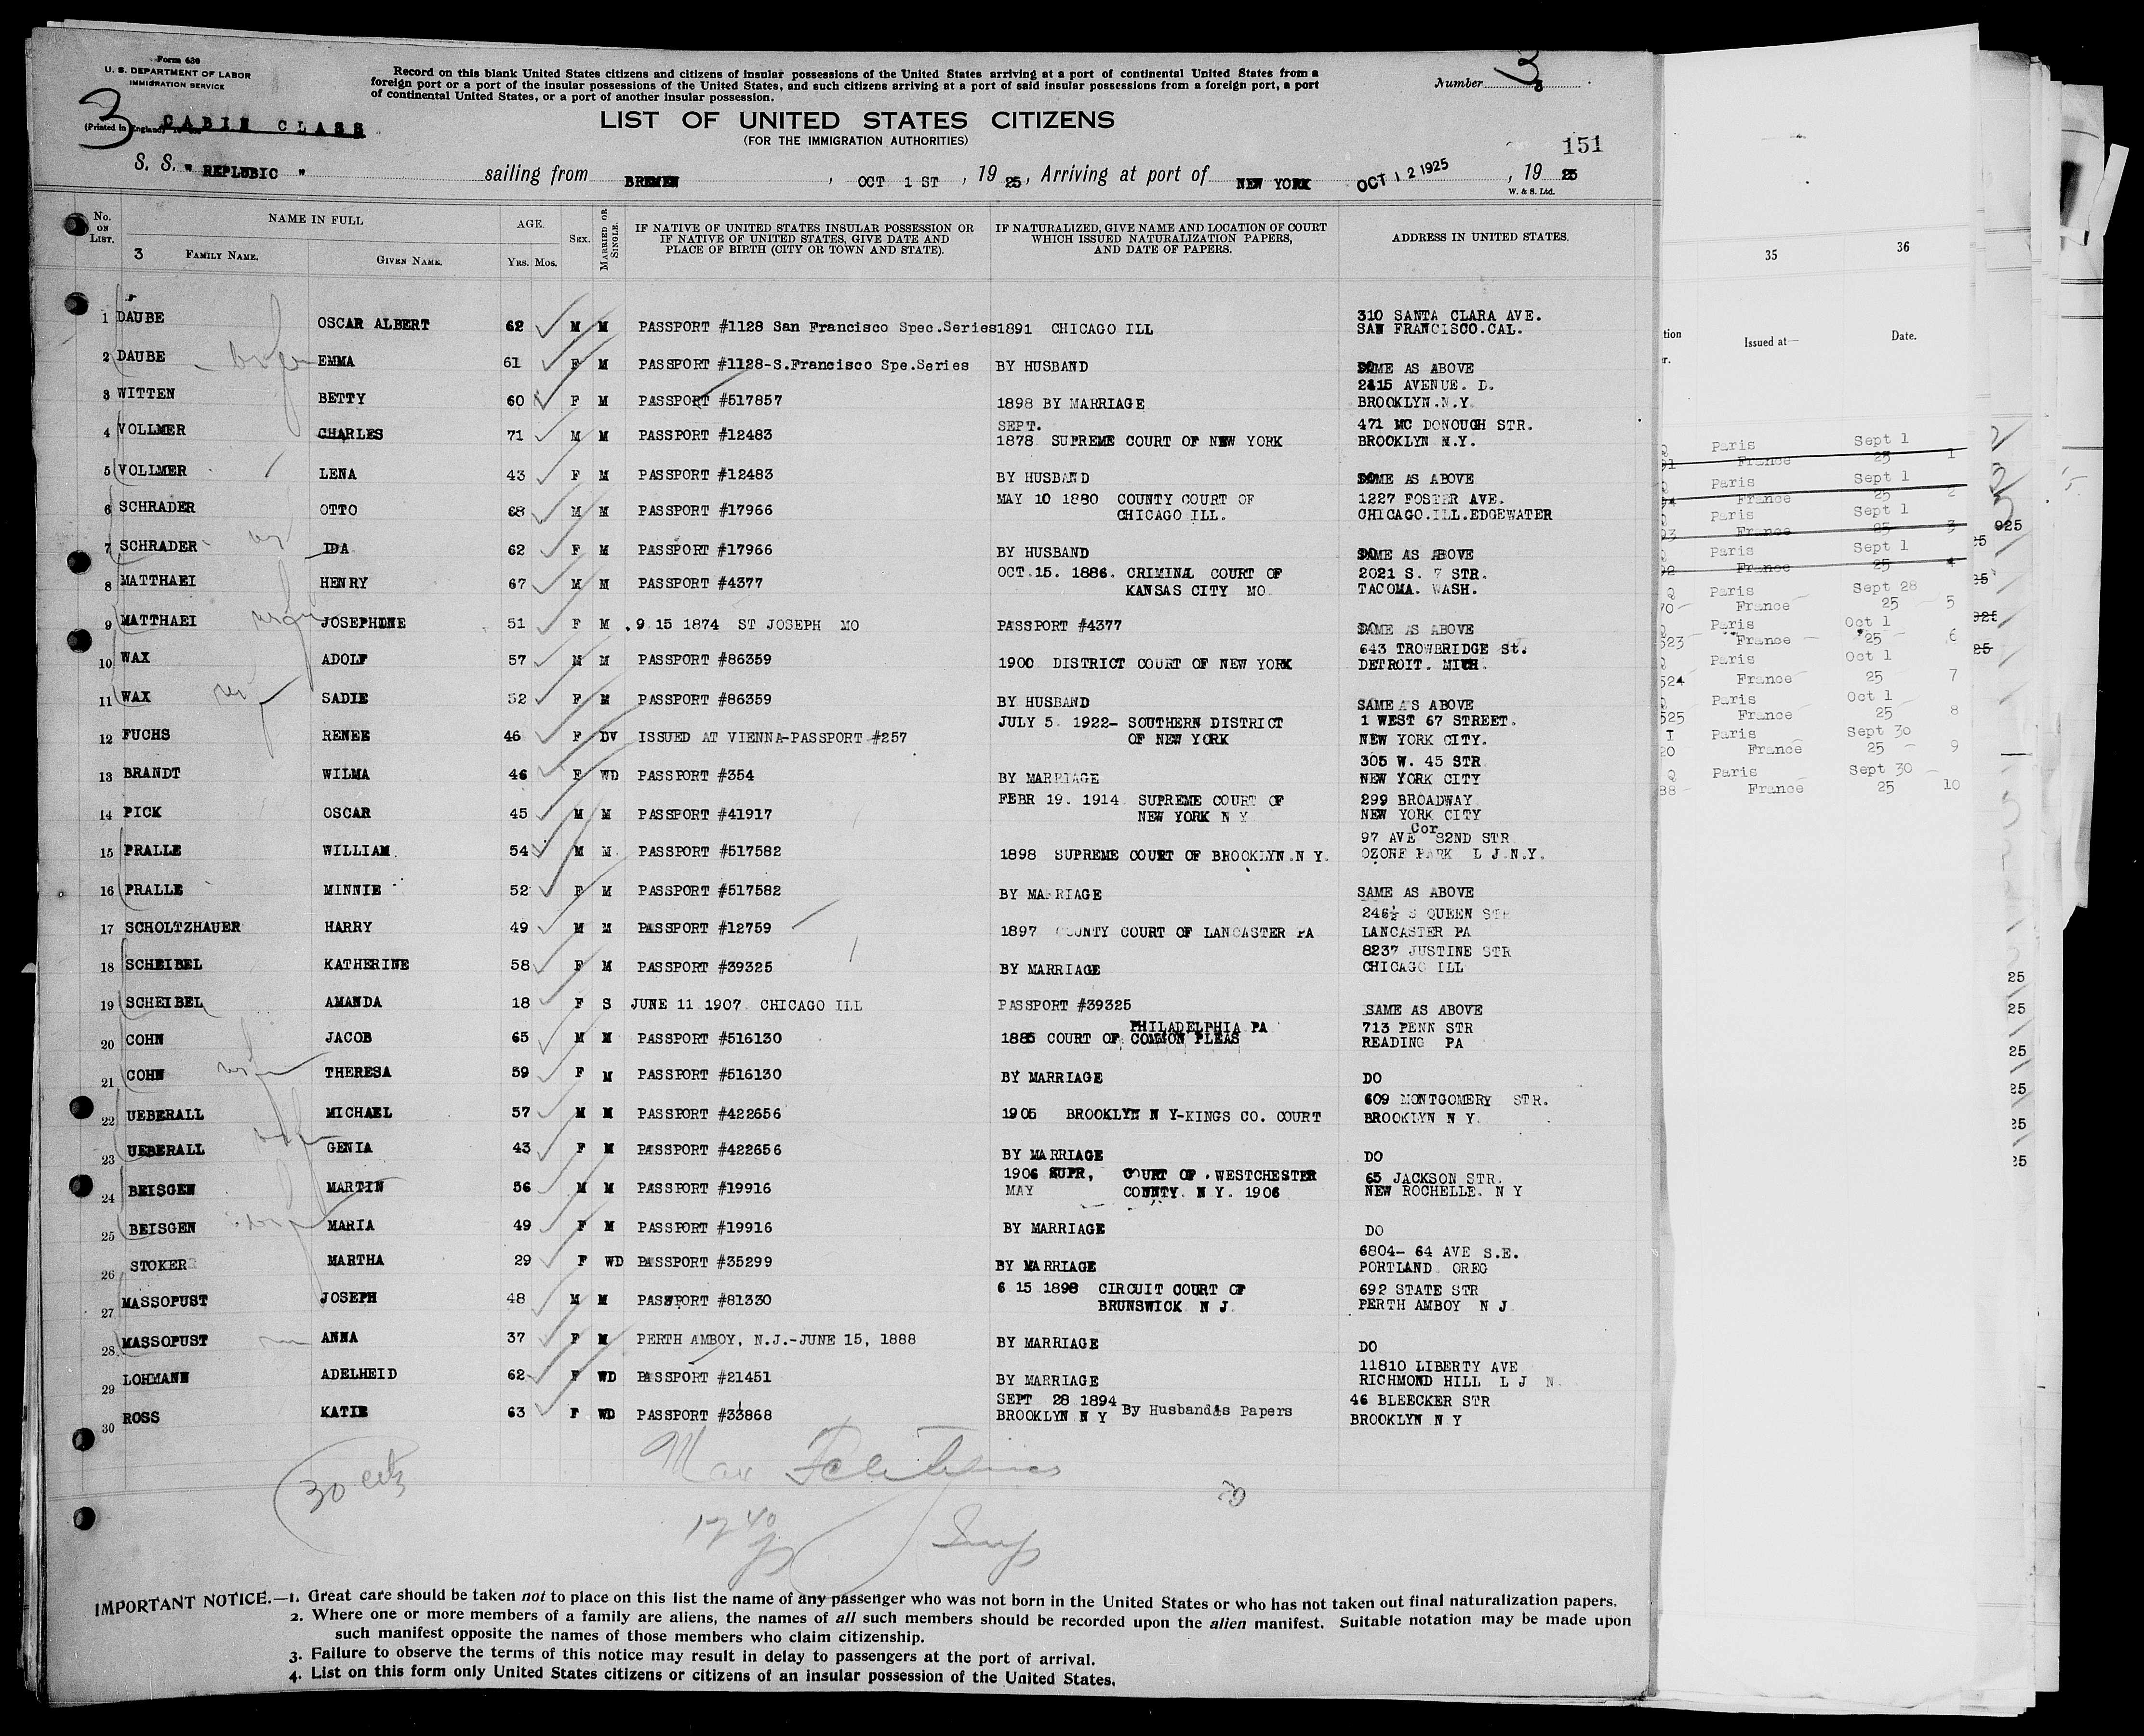 Form 630
U. S. DEPARTMENT OF LABOR
IMMIGRATION SERVICE
Record on this blank United States citizens and citizens of insular possessions of the United States arriving at a port of continental United States from a
foreign port or a port of the insular possessions of the United States, and such citizens arriving at a port of said insular possessions from a foreign port, a port
of continental United States, or a port of another insular possession.
Number 3
3
(Printed in England) CABIN CLASS
LIST OF UNITED STATES CITIZENS
(FOR THE IMMIGRATION AUTHORITIES)
151
S. S. " REPLUBIC " sailing from BREMEN, OCT 1 ST, 19 25, Arriving at port of NEW YORK OCT 12 1925, 19 25
W. & S. Ltd.
No. ON LIST. NAME IN FULL AGE. SEX. MARRIED OR SINGLE. IF NATIVE OF UNITED STATES INSULAR POSSESSION OR IF NATIVE OF UNITED STATES, GIVE DATE AND PLACE OF BIRTH (CITY OR TOWN AND STATE). IF NATURALIZED, GIVE NAME AND LOCATION OF COURT WHICH ISSUED NATURALIZATION PAPERS, AND DATE OF PAPERS. ADDRESS IN UNITED STATES.
3 FAMILY NAME. GIVEN NAME. YRS. MOS.
1 DAUBE OSCAR ALBERT 62 M M PASSPORT #1128 San Francisco Spec.Series 1891 CHICAGO ILL 310 SANTA CLARA AVE. SAN FRANCISCO.CAL.
2 DAUBE EMMA 61 F M PASSPORT #1128-S.Francisco Spe.Series BY HUSBAND SAME AS ABOVE
3 WITTEN BETTY 60 F M PASSPORT #517857 1898 BY MARRIAGE 2415 AVENUE. D. BROOKLYN.N.Y.
4 VOLLMER CHARLES 71 M M PASSPORT #12483 SEPT. 1878 SUPREME COURT OF NEW YORK 471 MC DONOUGH STR. BROOKLYN N.Y.
5 VOLLMER LENA 43 F M PASSPORT #12483 BY HUSBAND SAME AS ABOVE
6 SCHRADER OTTO 68 M M PASSPORT #17966 MAY 10 1880 COUNTY COURT OF CHICAGO ILL. 1227 FOSTER AVE. CHICAGO.ILL.EDGEWATER
7 SCHRADER IDA 62 F M PASSPORT #17966 BY HUSBAND SAME AS ABOVE
8 MATTHAEI HENRY 67 M M PASSPORT #4377 OCT.15. 1886. CRIMINAL COURT OF KANSAS CITY MO 2021 S. 7 STR. TACOMA. WASH.
9 MATTHAEI JOSEPHINE 51 F M 9 15 1874 ST JOSEPH MO PASSPORT #4377 SAME AS ABOVE
10 WAX ADOLF 57 M M PASSPORT #86359 1900 DISTRICT COURT OF NEW YORK 643 TROWBRIDGE St. DETROIT. MICH.
11 WAX SADIE 52 F M PASSPORT #86359 BY HUSBAND SAME AS ABOVE
12 FUCHS RENEE 46 F DV ISSUED AT VIENNA-PASSPORT #257 JULY 5. 1922- SOUTHERN DISTRICT OF NEW YORK 1 WEST 67 STREET. NEW YORK CITY.
13 BRANDT WILMA 46 F WD PASSPORT #354 BY MARRIAGE 305 W. 45 STR NEW YORK CITY
14 PICK OSCAR 45 M M PASSPORT #41917 FEBR 19. 1914 SUPREME COURT OF NEW YORK N Y 299 BROADWAY NEW YORK CITY
15 PRALLE WILLIAM. 54 M M PASSPORT #517582 1898 SUPREME COURT OF BROOKLYN.N Y. 97 AVE Cor 82ND STR OZONE PARK L J.N.Y.
16 PRALLE MINNIE 52 F M PASSPORT #517582 BY MARRIAGE SAME AS ABOVE
17 SCHOLTZHAUER HARRY 49 M M PASSPORT #12759 1897 COUNTY COURT OF LANCASTER PA 246½ S QUEEN STR LANCASTER PA
18 SCHEIBEL KATHERINE 58 F M PASSPORT #39325 BY MARRIAGE 8237 JUSTINE STR CHICAGO ILL
19 SCHEIBEL AMANDA 18 F S JUNE 11 1907 CHICAGO ILL PASSPORT #39325 SAME AS ABOVE
20 COHN JACOB 65 M M PASSPORT #516130 1885 COURT OF COMMON PLEAS PHILADELPHIA PA 713 PENN STR READING PA
21 COHN THERESA 59 F M PASSPORT #516130 BY MARRIAGE DO
22 UEBERALL MICHAEL 57 M M PASSPORT #422656 1905 BROOKLYN N Y-KINGS CO. COURT 609 MONTGOMERY STR. BROOKLYN N Y.
23 UEBERALL GENIA 43 F M PASSPORT #422656 BY MARRIAGE DO
24 BEISGEN MARTIN 56 M M PASSPORT #19916 1906 SUPR, COURT OF WESTCHESTER MAY COUNTY. N Y. 1906 65 JACKSON STR. NEW ROCHELLE. N Y
25 BEISGEN MARIA 49 F M PASSPORT #19916 BY MARRIAGE DO
26 STOKER MARTHA 29 F WD PASSPORT #35299 BY MARRIAGE 6804- 64 AVE S.E. PORTLAND OREG
27 MASSOPUST JOSEPH 48 M M PASSPORT #81330 6 15 1898 CIRCUIT COURT OF BRUNSWICK N J. 692 STATE STR PERTH AMBOY N J
28 MASSOPUST ANNA 37 F M PERTH AMBOY, N.J.-JUNE 15, 1888 BY MARRIAGE DO
29 LOHMANN ADELHEID 62 F WD PASSPORT #21451 BY MARRIAGE 11810 LIBERTY AVE RICHMOND HILL L J N
30 ROSS KATIE 63 F WD PASSPORT #33868 SEPT 28 1894 BROOKLYN N Y By Husband&s Papers 46 BLEECKER STR BROOKLYN N Y
30 cits
Max
17 40
IMPORTANT NOTICE.—1. Great care should be taken not to place on this list the name of any passenger who was not born in the United States or who has not taken out final naturalization papers.
2. Where one or more members of a family are aliens, the names of all such members should be recorded upon the alien manifest. Suitable notation may be made upon
such manifest opposite the names of those members who claim citizenship.
3. Failure to observe the terms of this notice may result in delay to passengers at the port of arrival.
4. List on this form only United States citizens or citizens of an insular possession of the United States.
35 36
Issued at— Date.
Paris Sept 1
France 25 1
Paris Sept 1
France 25 2
Paris Sept 1
France 25 3
Paris Sept 1
France 25 4
Paris Sept 28
France 25 5
Paris Oct 1
France 25 6
Paris Oct 1
France 25 7
Paris Oct 1
France 25 8
Paris Sept 30
France 25 9
Paris Sept 30
France 25 10
925
25
25
25
25
25
25